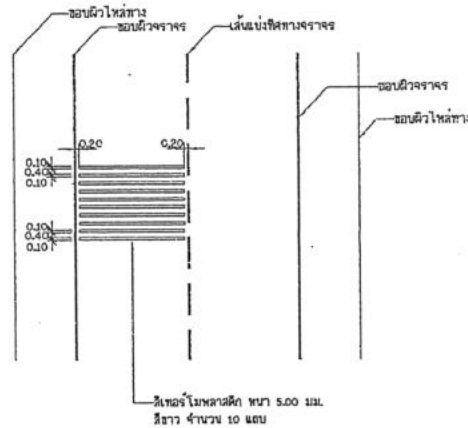 ขอบผิวไหล่ทาง
ขอบผิวจราจร
เส้นแบ่งทิศทางจราจร
ขอบผิวจราจร
ขอบผิวไหล่ทาง
0.20
0.20
0.10
0.40
0.10
0.10
0.40
0.10
สีเทอร์โมพลาสติก หนา 5.00 มม.
สีขาว จำนวน 10 แถบ